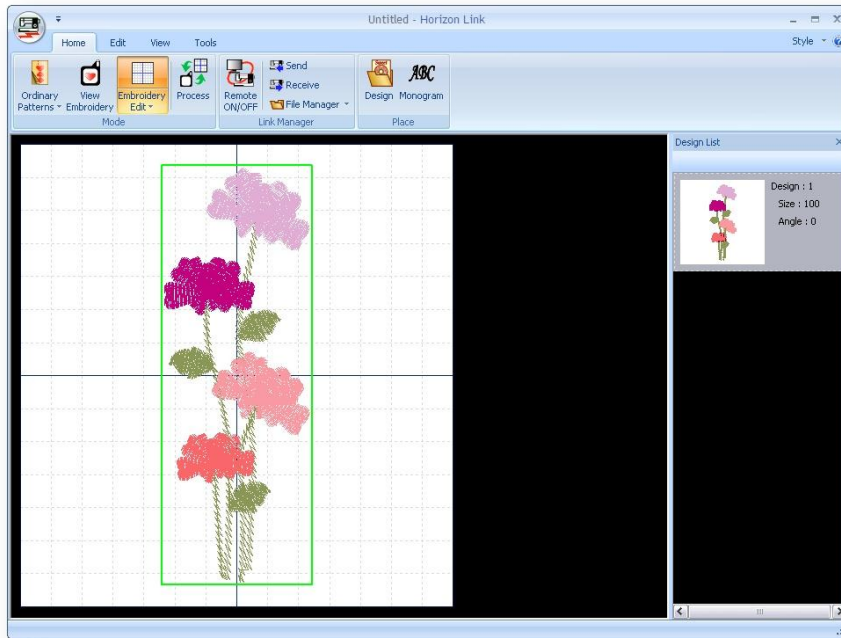 Untitled - Horizon Link
Home Edit View Tools
Style
Ordinary Patterns
View Embroidery
Embroidery Edit
Process
Mode
Remote ON/OFF
Send
Receive
File Manager
Link Manager
Design
ABC
Monogram
Place
Design List
Design : 1
Size : 100
Angle : 0